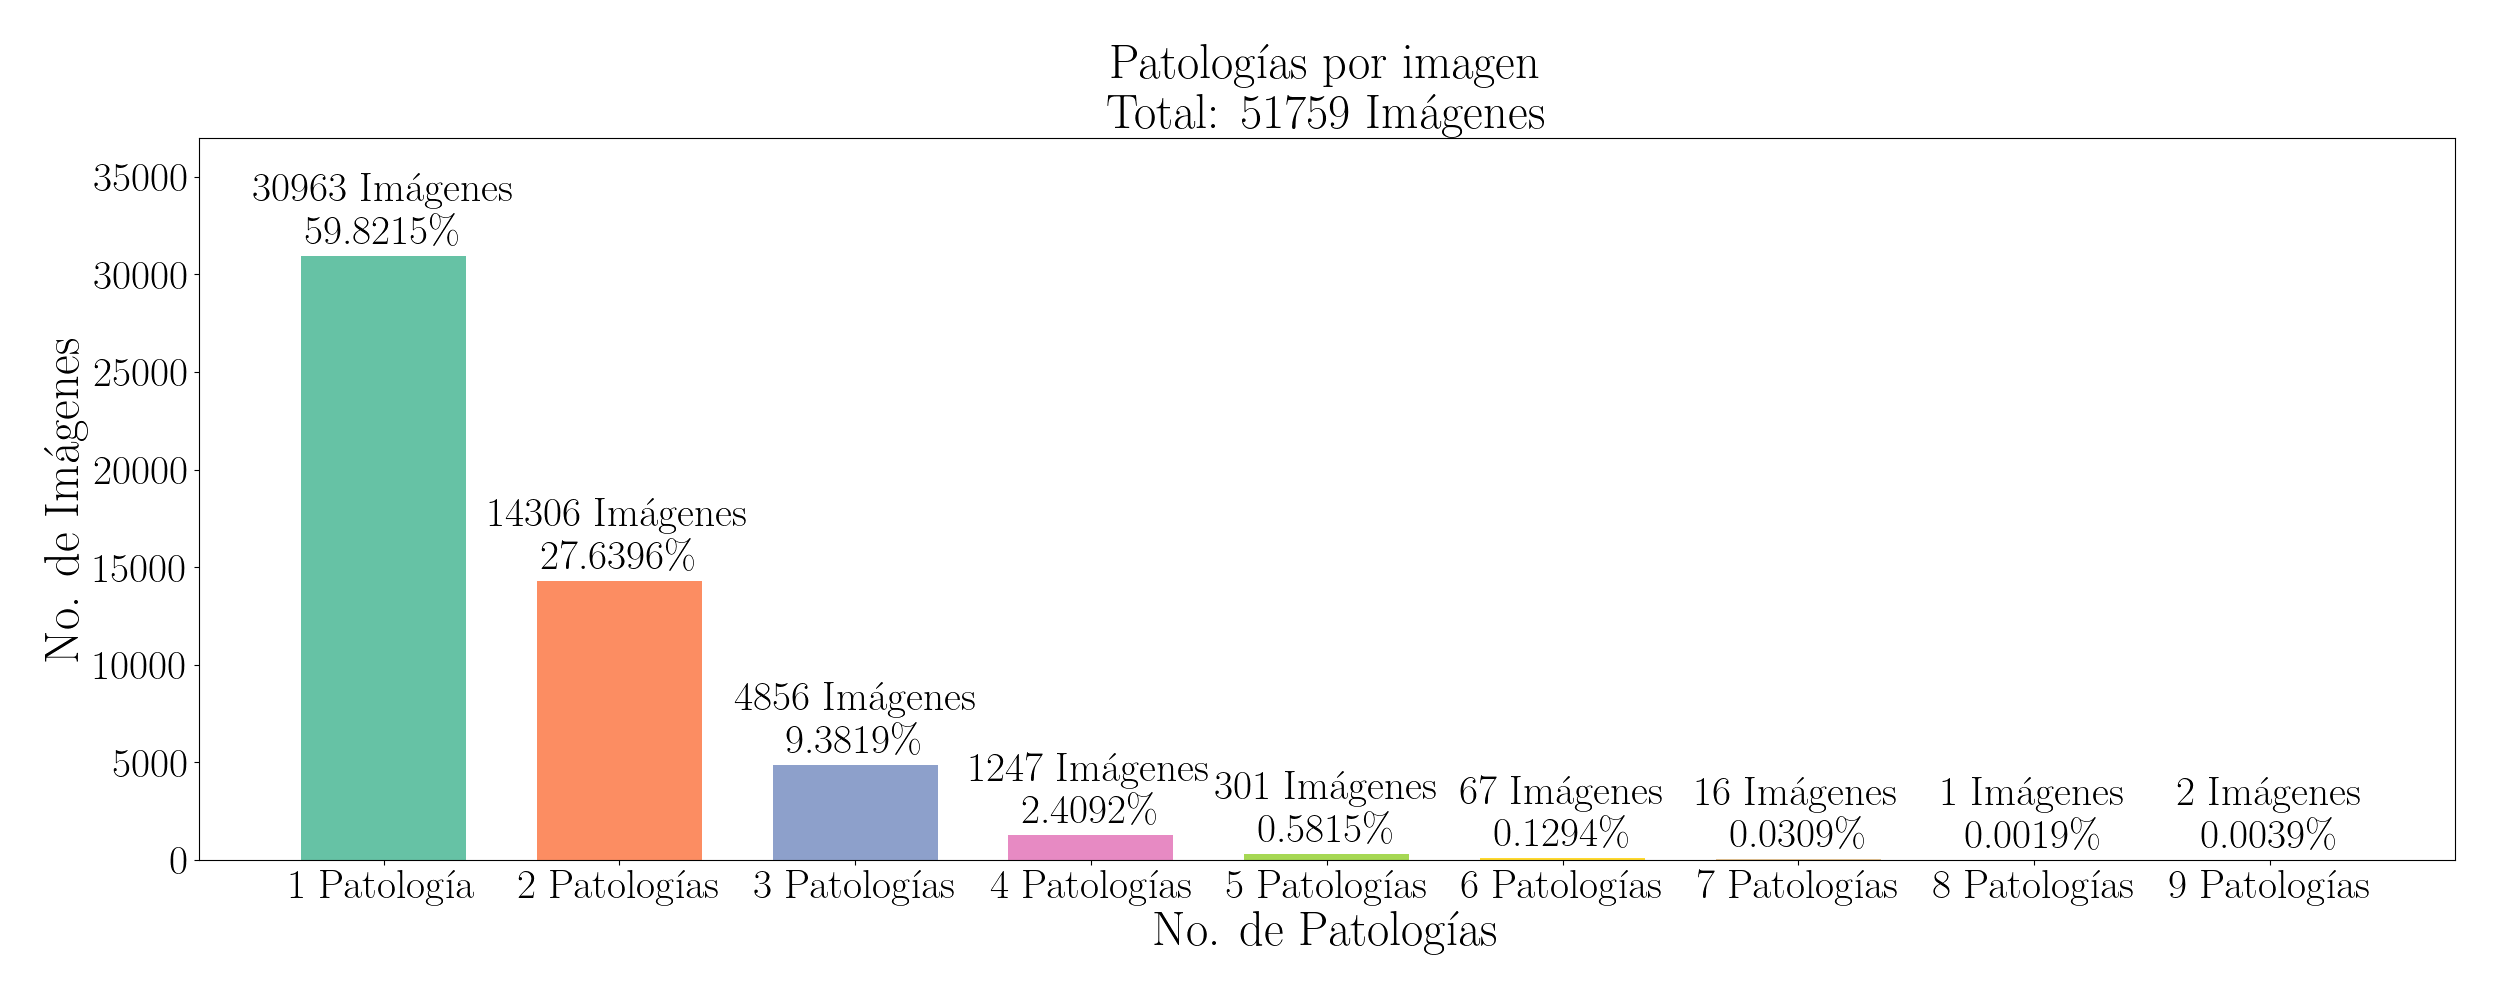 Patologías por imagen
Total: 51759 Imágenes
No. de Imágenes
35000
30000
25000
20000
15000
10000
5000
0
30963 Imágenes
59.8215%
14306 Imágenes
27.6396%
4856 Imágenes
9.3819%
1247 Imágenes
2.4092%
301 Imágenes
0.5815%
67 Imágenes
0.1294%
16 Imágenes
0.0309%
1 Imágenes
0.0019%
2 Imágenes
0.0039%
1 Patología
2 Patologías
3 Patologías
4 Patologías
5 Patologías
6 Patologías
7 Patologías
8 Patologías
9 Patologías
No. de Patologías